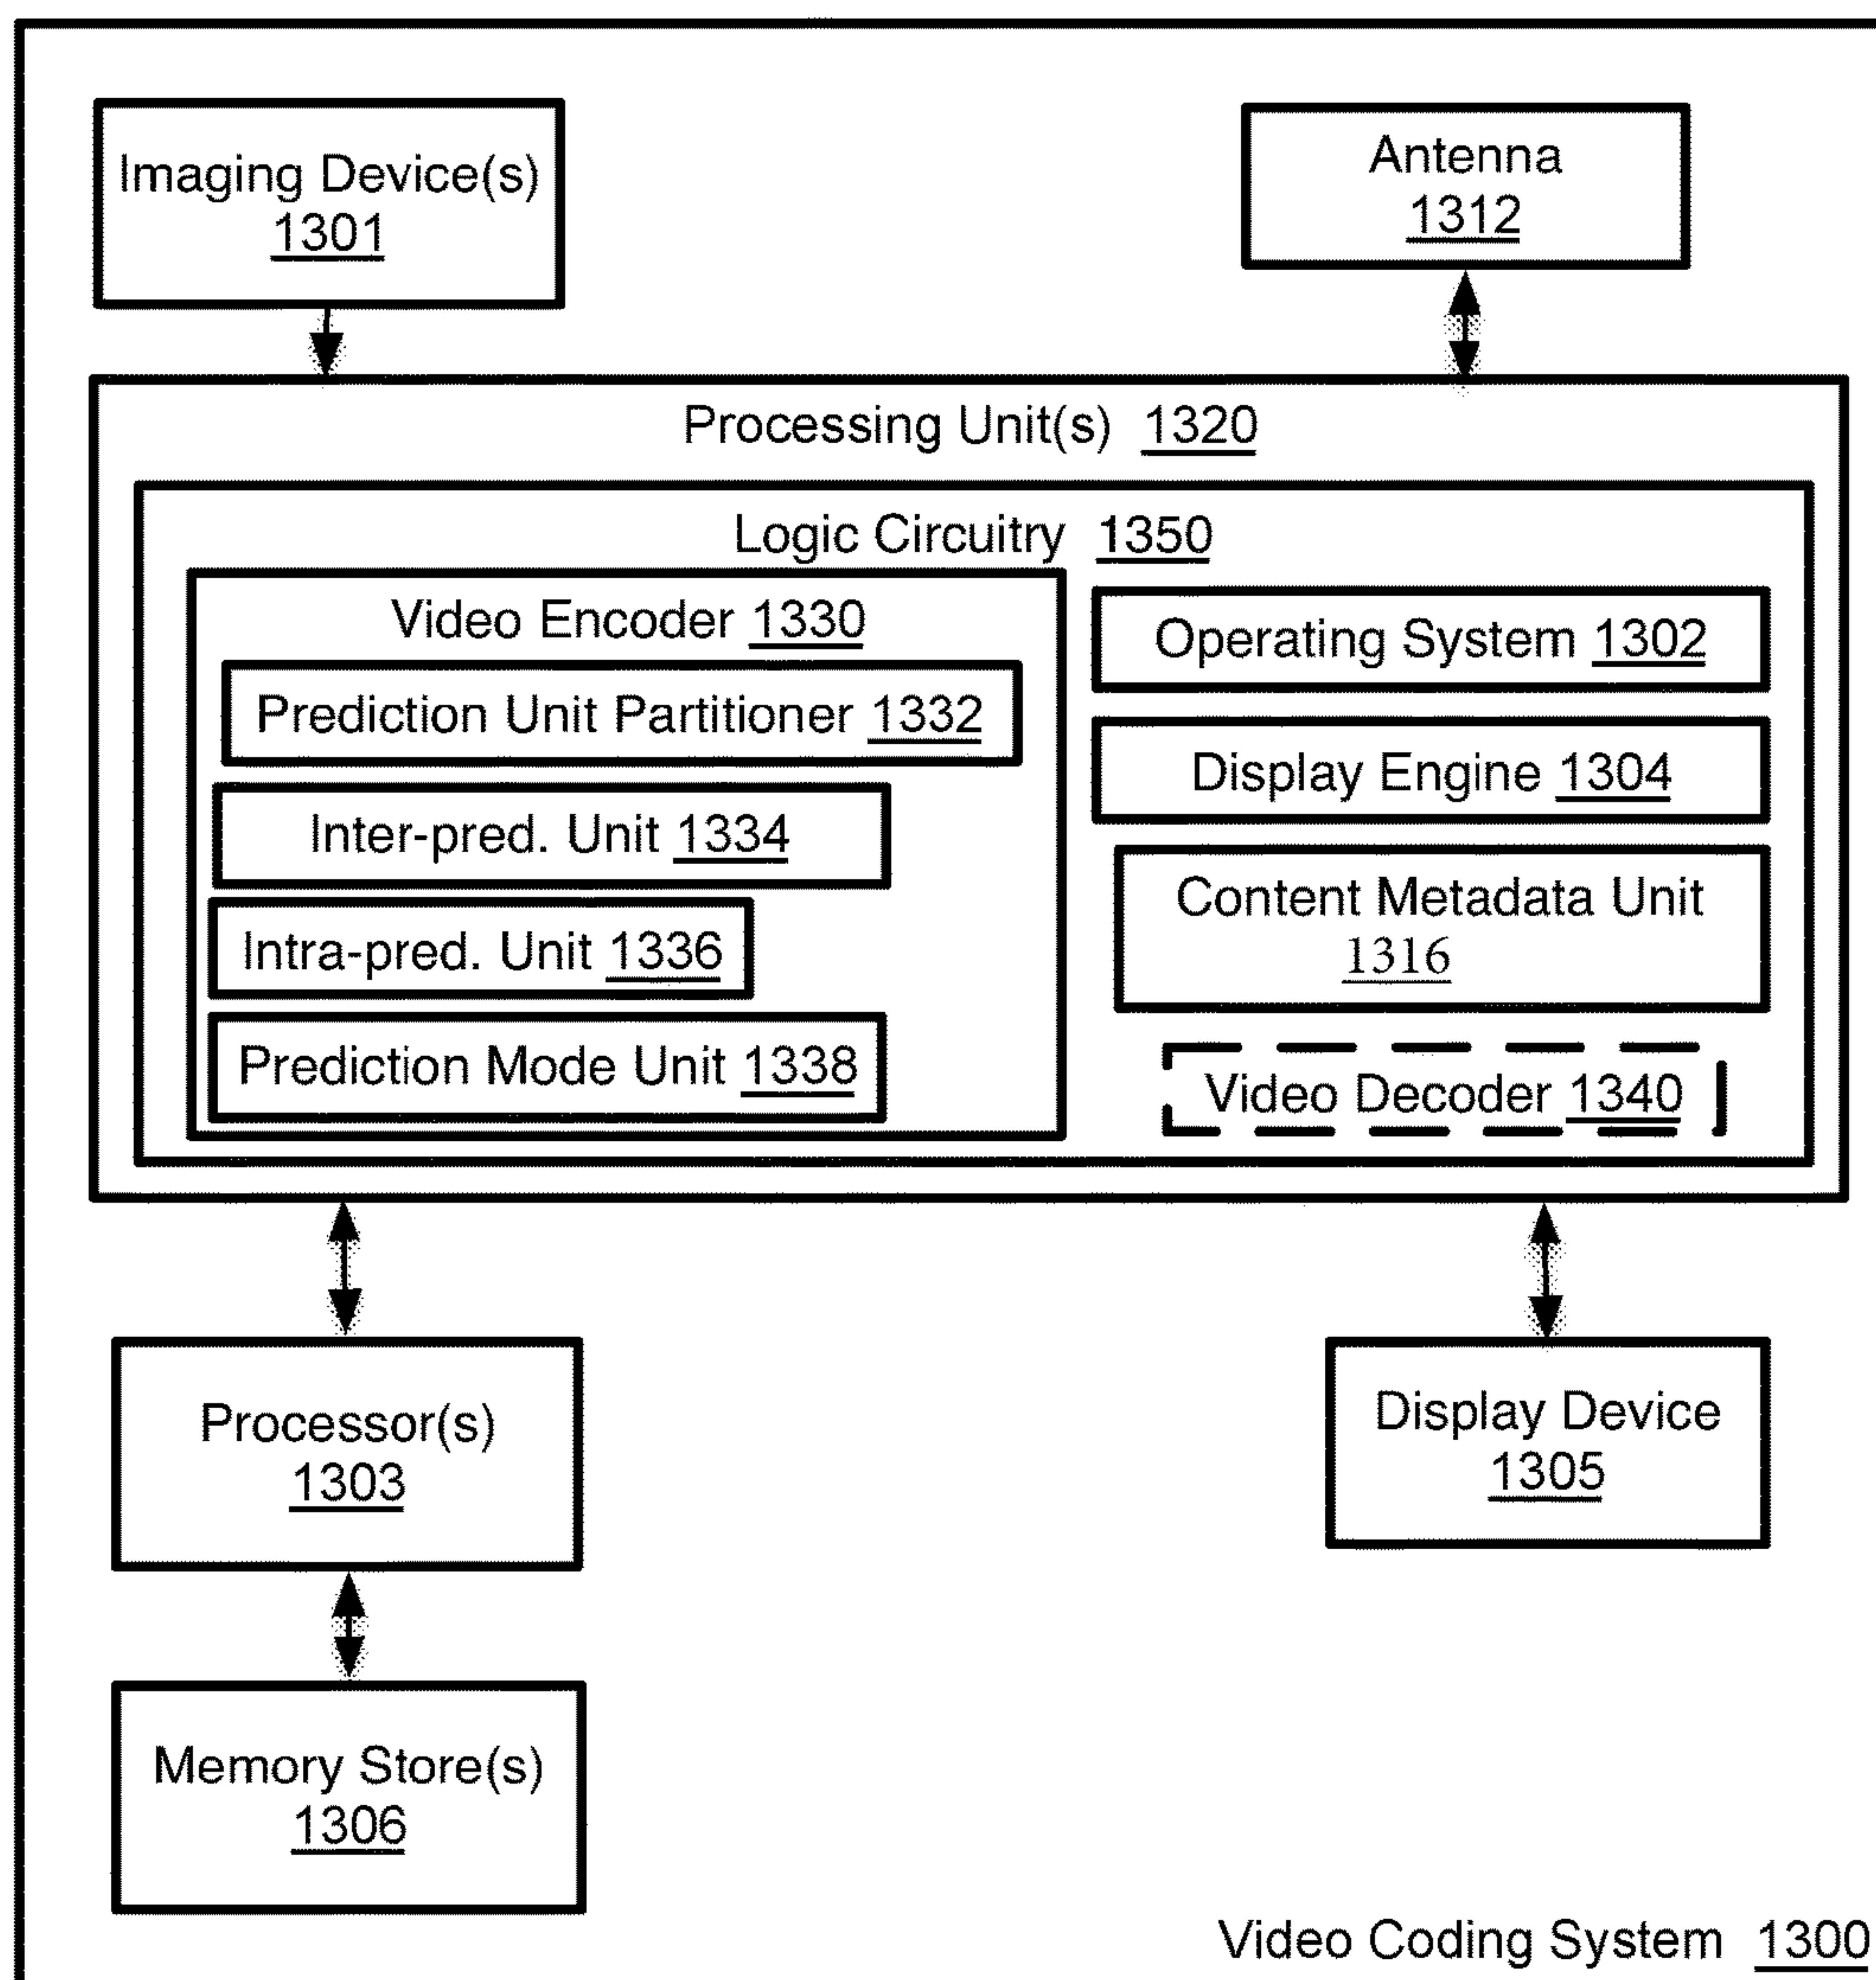 Imaging Device(s)
1301
Antenna
1312
Processing Unit(s) 1320
Logic Circuitry 1350
Video Encoder 1330
Prediction Unit Partitioner 1332
Inter-pred. Unit 1334
Intra-pred. Unit 1336
Prediction Mode Unit 1338
Operating System 1302
Display Engine 1304
Content Metadata Unit
1316
Video Decoder 1340
Processor(s)
1303
Display Device
1305
Memory Store(s)
1306
Video Coding System 1300